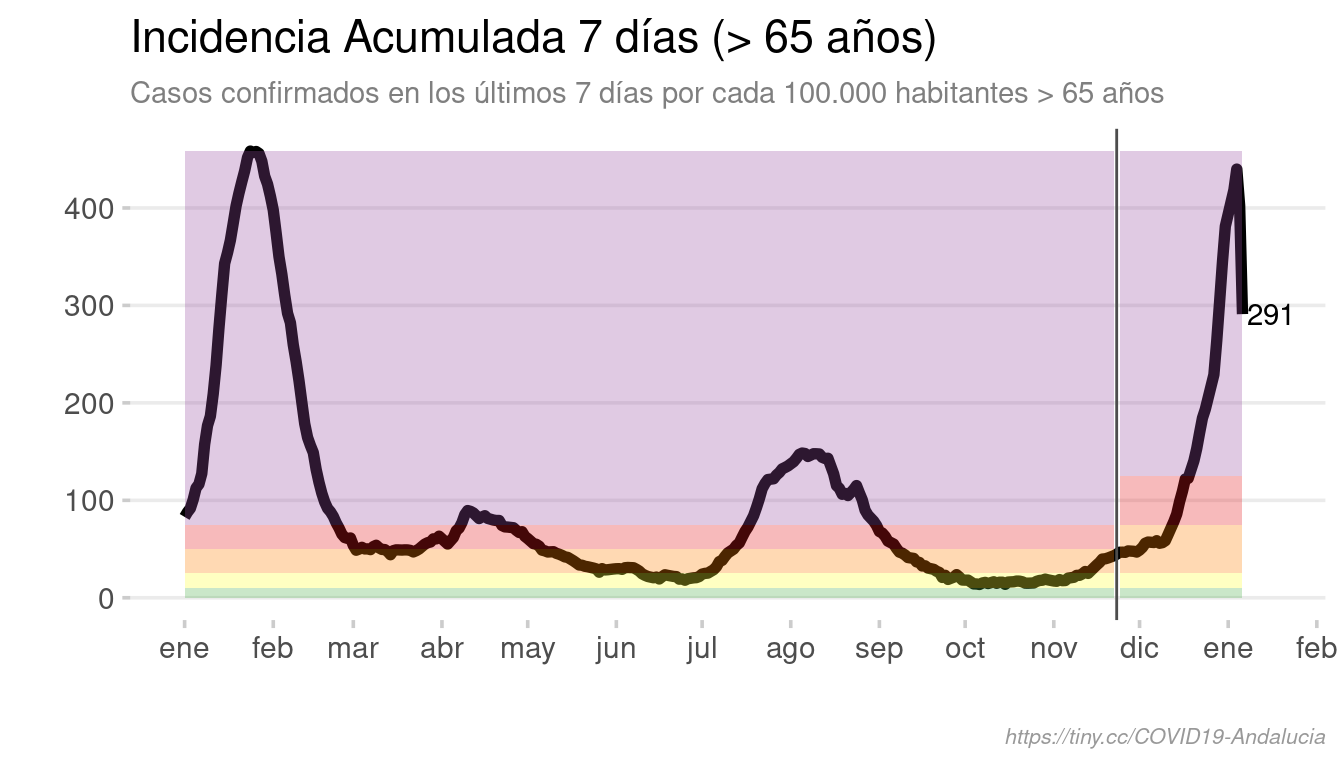 Incidencia Acumulada 7 días (> 65 años)
Casos confirmados en los últimos 7 días por cada 100.000 habitantes > 65 años
400
300
291
200
100
0
ene feb mar abr may jun jul ago sep oct nov dic ene feb
https://tiny.cc/COVID19-Andalucia